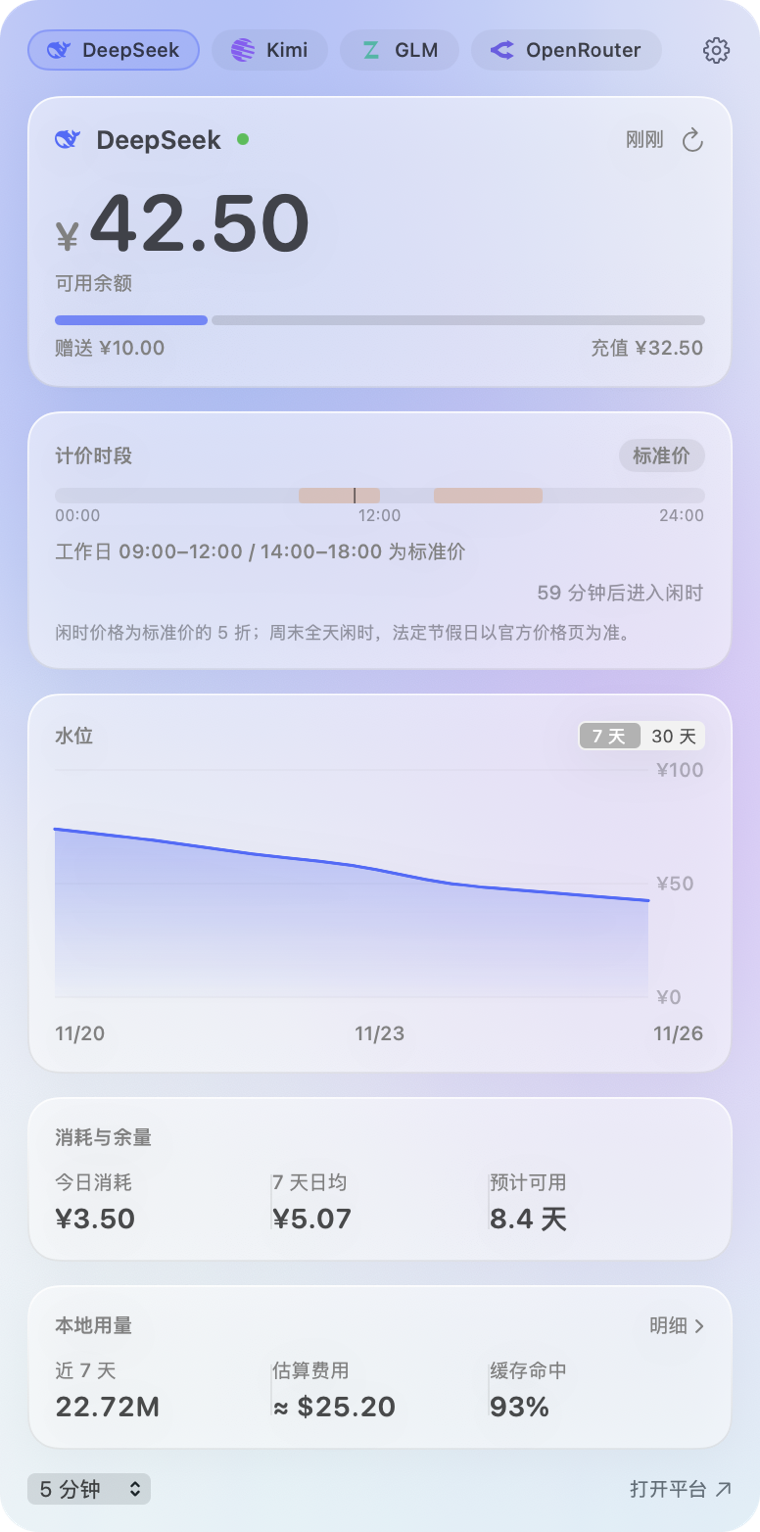 DeepSeek Kimi GLM OpenRouter
DeepSeek 刚刚
¥42.50
可用余额
赠送 ¥10.00 充值 ¥32.50
计价时段 标准价
00:00 12:00 24:00
工作日 09:00–12:00 / 14:00–18:00 为标准价
59 分钟后进入闲时
闲时价格为标准价的 5 折；周末全天闲时，法定节假日以官方价格页为准。
水位 7 天 30 天
¥100
¥50
¥0
11/20 11/23 11/26
消耗与余量
今日消耗 7 天日均 预计可用
¥3.50 ¥5.07 8.4 天
本地用量 明细
近 7 天 估算费用 缓存命中
22.72M ≈ $25.20 93%
5 分钟 打开平台